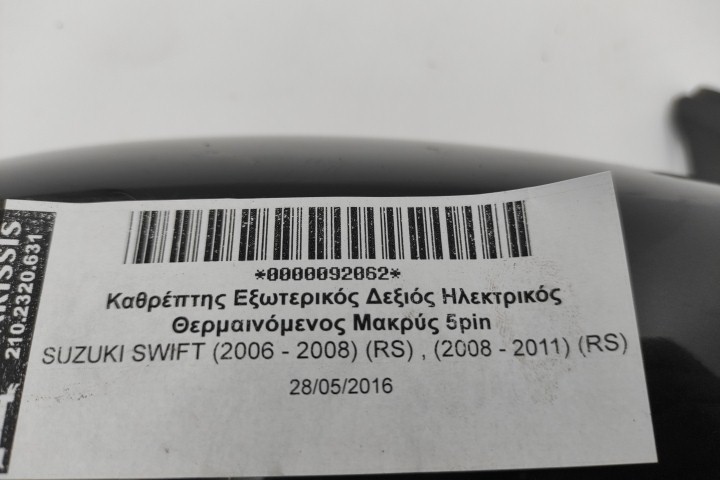 *0000092062*
Καθρέπτης Εξωτερικός Δεξιός Ηλεκτρικός
Θερμαινόμενος Μακρύς 5pin
SUZUKI SWIFT (2006 - 2008) (RS) , (2008 - 2011) (RS)
28/05/2016
210.2320.631